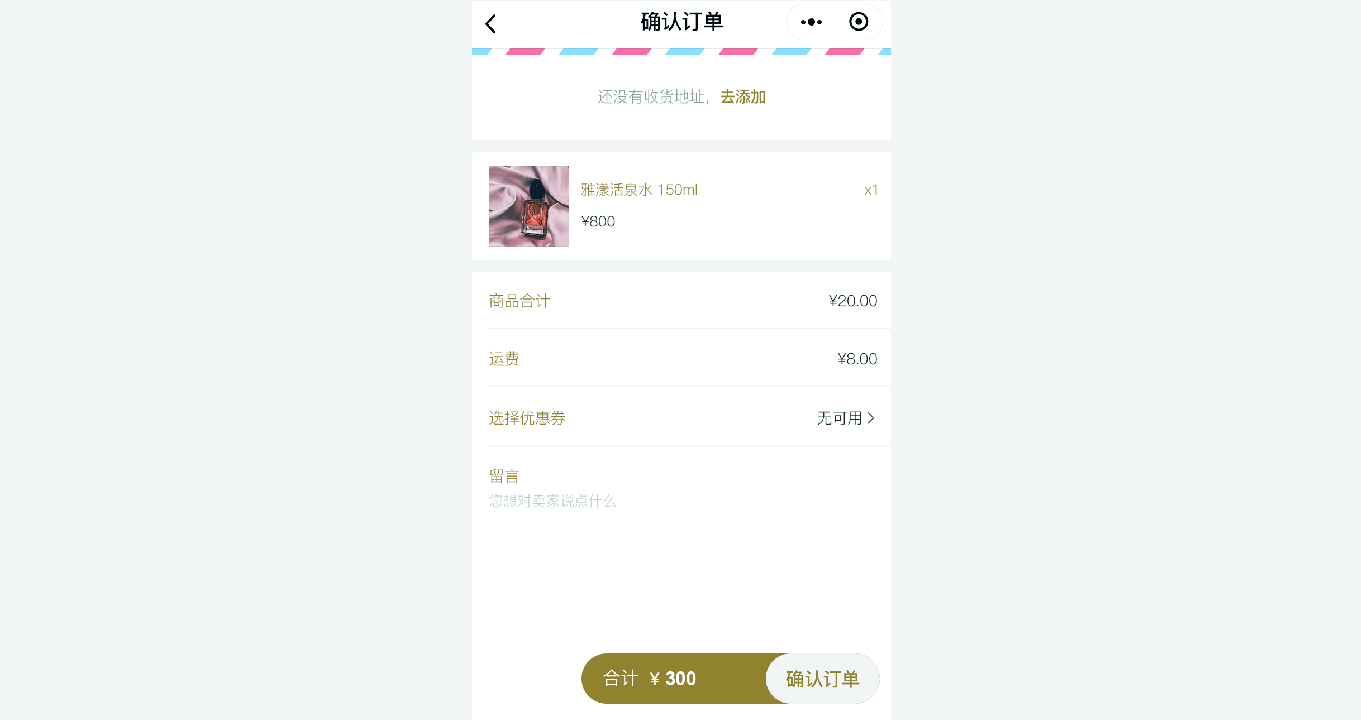 确认订单
还没有收货地址，去添加
雅漾活泉水 150ml x1
¥800
商品合计 ¥20.00
运费 ¥8.00
选择优惠券 无可用
留言
您想对卖家说点什么
合计 ¥ 300 确认订单